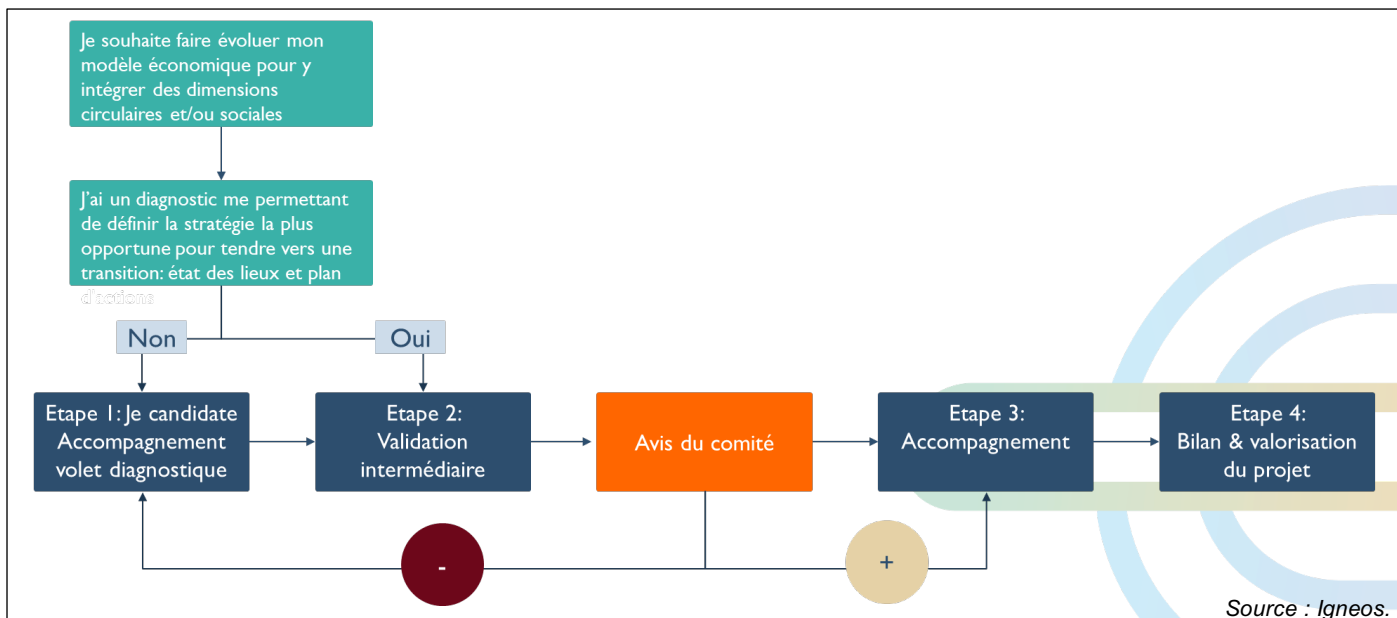 Je souhaite faire évoluer mon
modèle économique pour y
intégrer des dimensions
circulaires et/ou sociales
J'ai un diagnostic me permettant
de définir la stratégie la plus
opportune pour tendre vers une
transition: état des lieux et plan
d'actions
Non
Oui
Etape 1: Je candidate
Accompagnement
volet diagnostique
Etape 2:
Validation
intermédiaire
Avis du comité
Etape 3:
Accompagnement
Etape 4:
Bilan & valorisation
du projet
-
+
Source : Igneos.